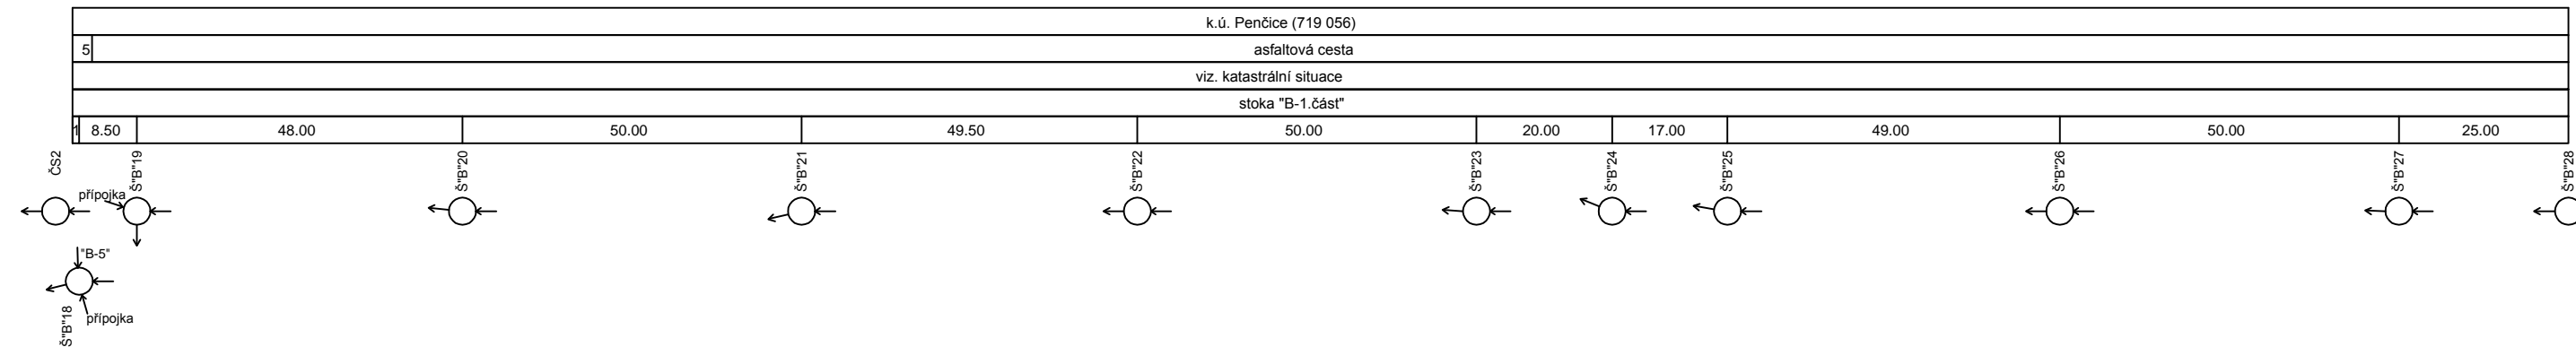 k.ú. Penčice (719 056)
5 asfaltová cesta
viz. katastrální situace
stoka "B-1.část"
1 8.50 48.00 50.00 49.50 50.00 20.00 17.00 49.00 50.00 25.00
ČS2 Š"B"19 Š"B"20 Š"B"21 Š"B"22 Š"B"23 Š"B"24 Š"B"25 Š"B"26 Š"B"27 Š"B"28
přípojka
"B-5"
Š"B"18
přípojka